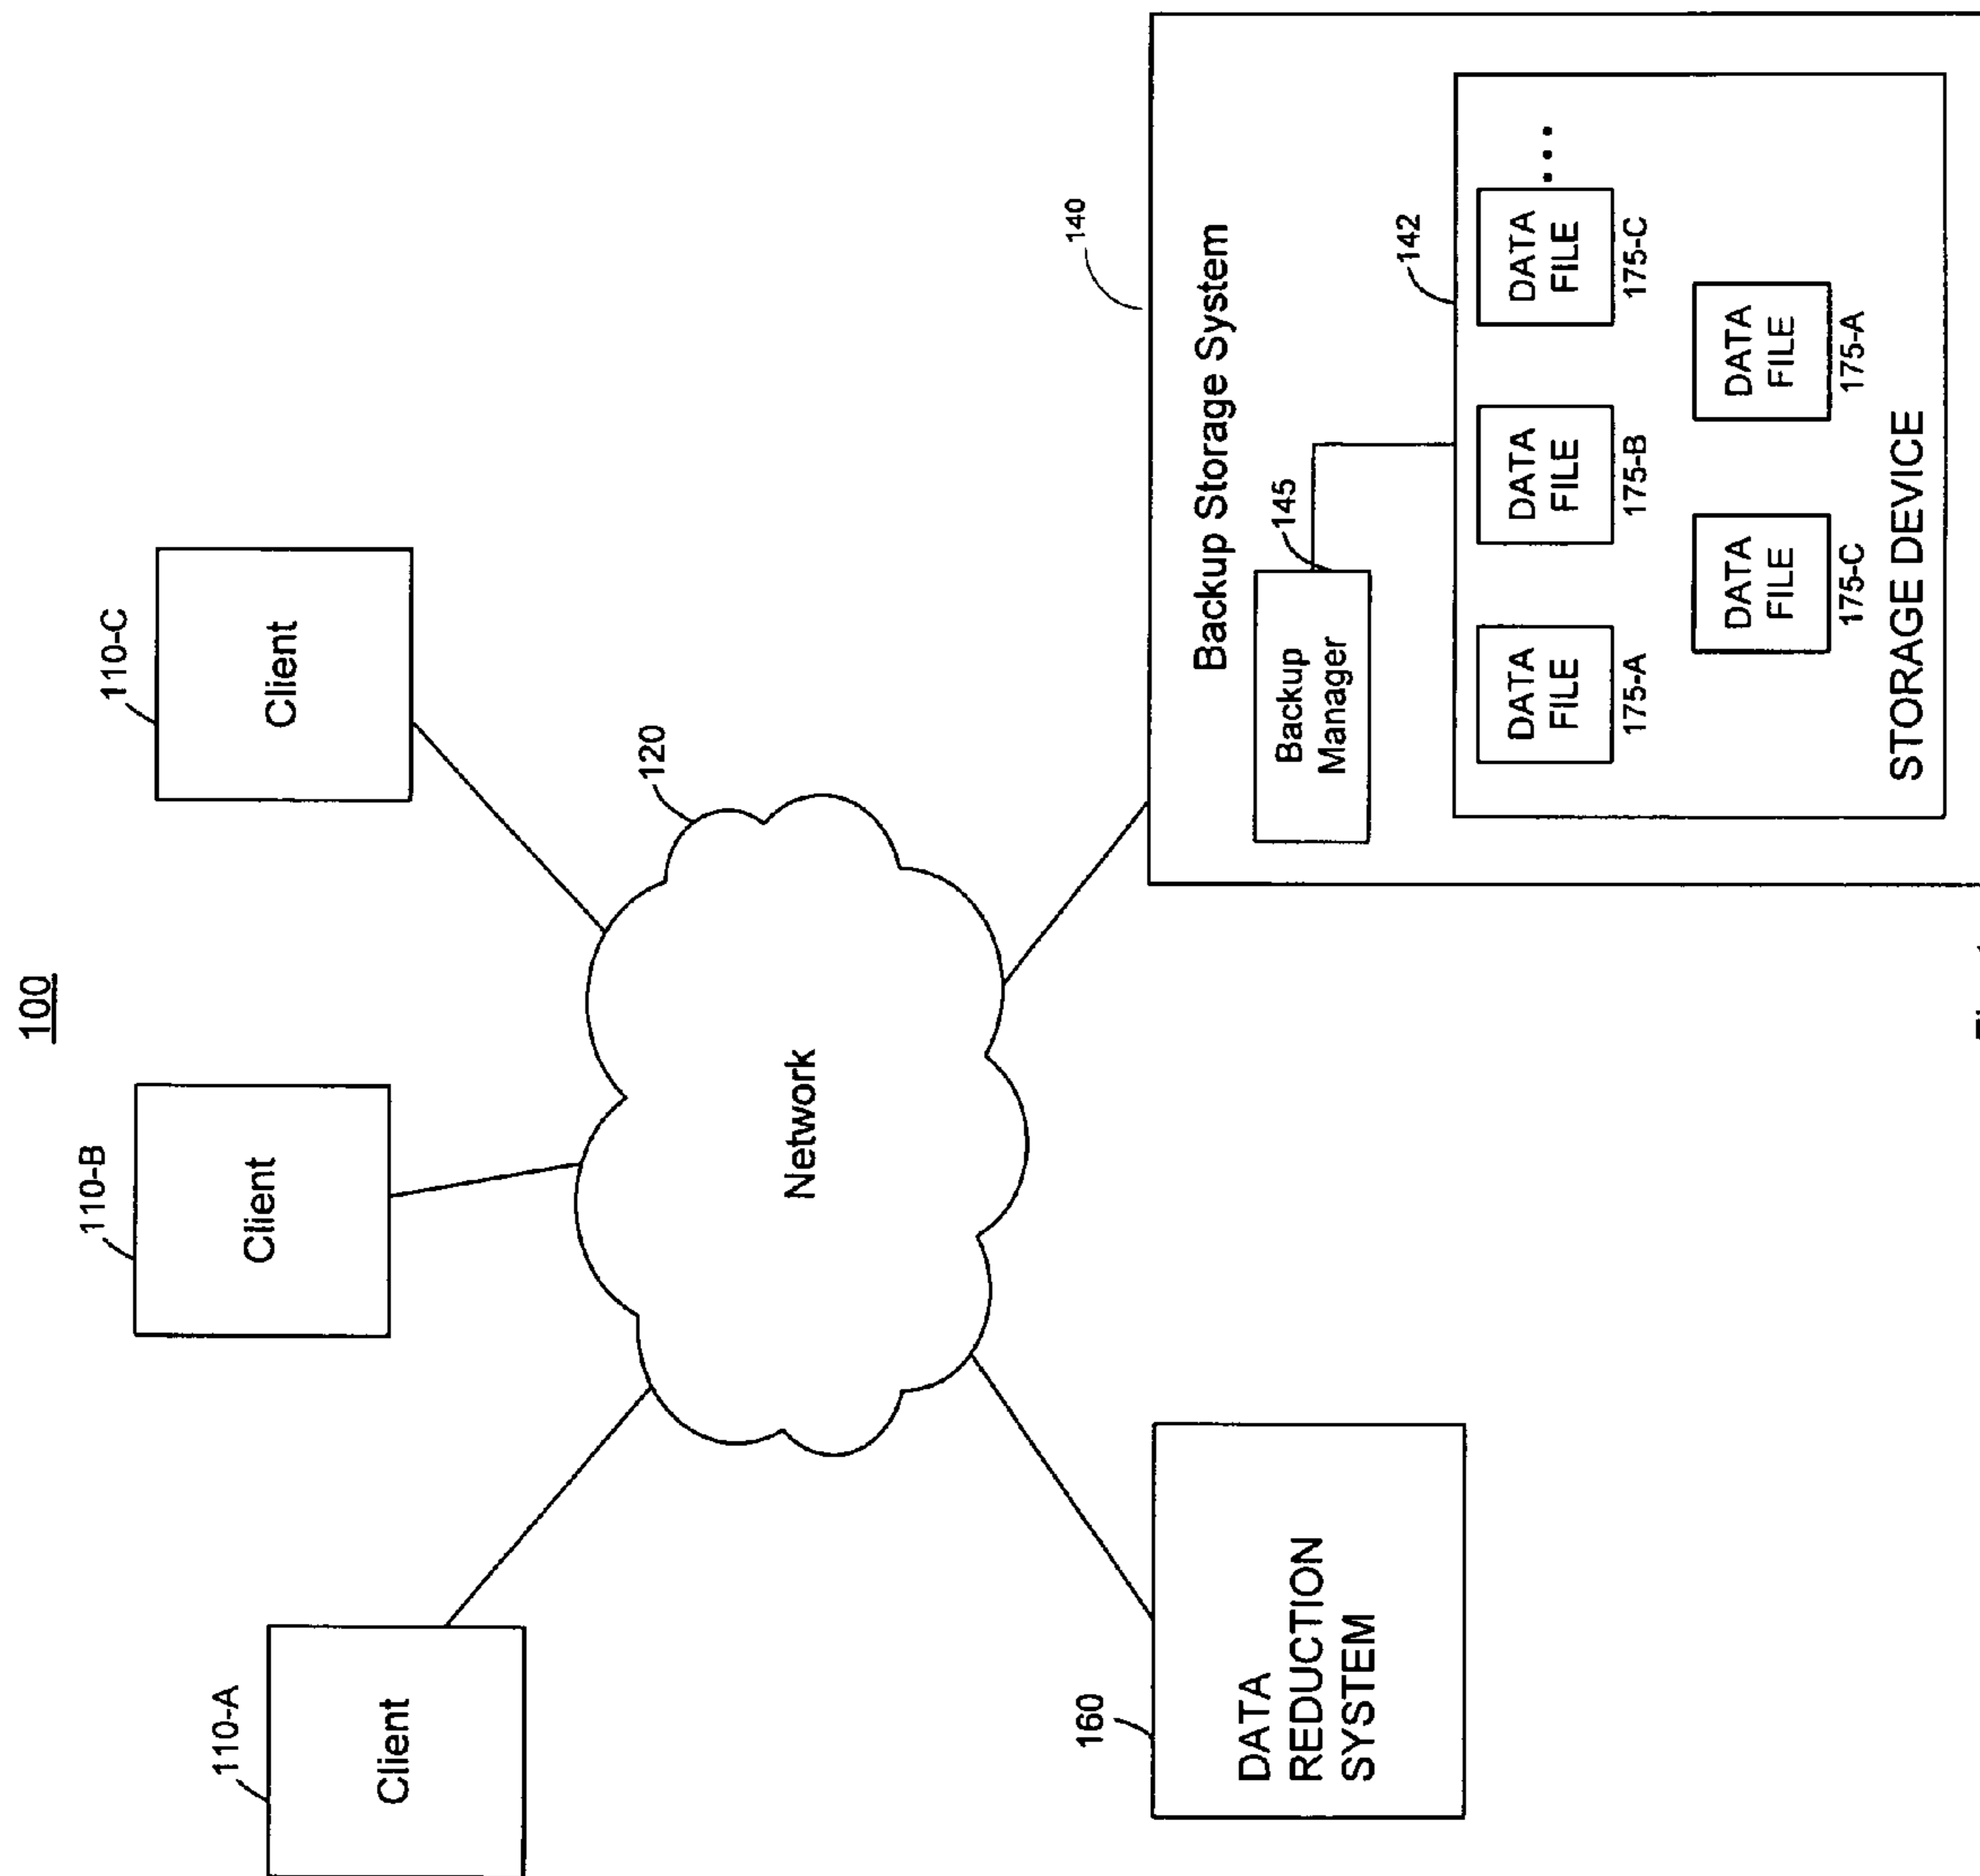 100
110-A
Client
110-B
Client
110-C
Client
120
Network
160
DATA
REDUCTION
SYSTEM
140
Backup Storage System
145
Backup
Manager
142
DATA
FILE
175-A
DATA
FILE
175-B
DATA
FILE
175-C
...
DATA
FILE
175-C
DATA
FILE
175-A
STORAGE DEVICE